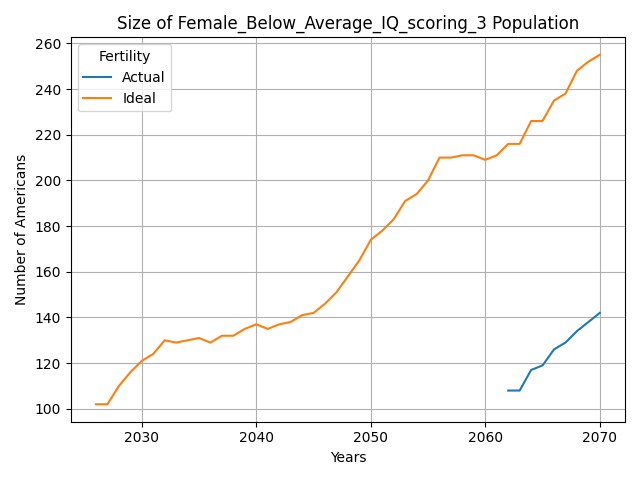 Size of Female_Below_Average_IQ_scoring_3 Population
260
240
220
200
180
160
140
120
100
Number of Americans
Fertility
Actual
Ideal
2030 2040 2050 2060 2070
Years